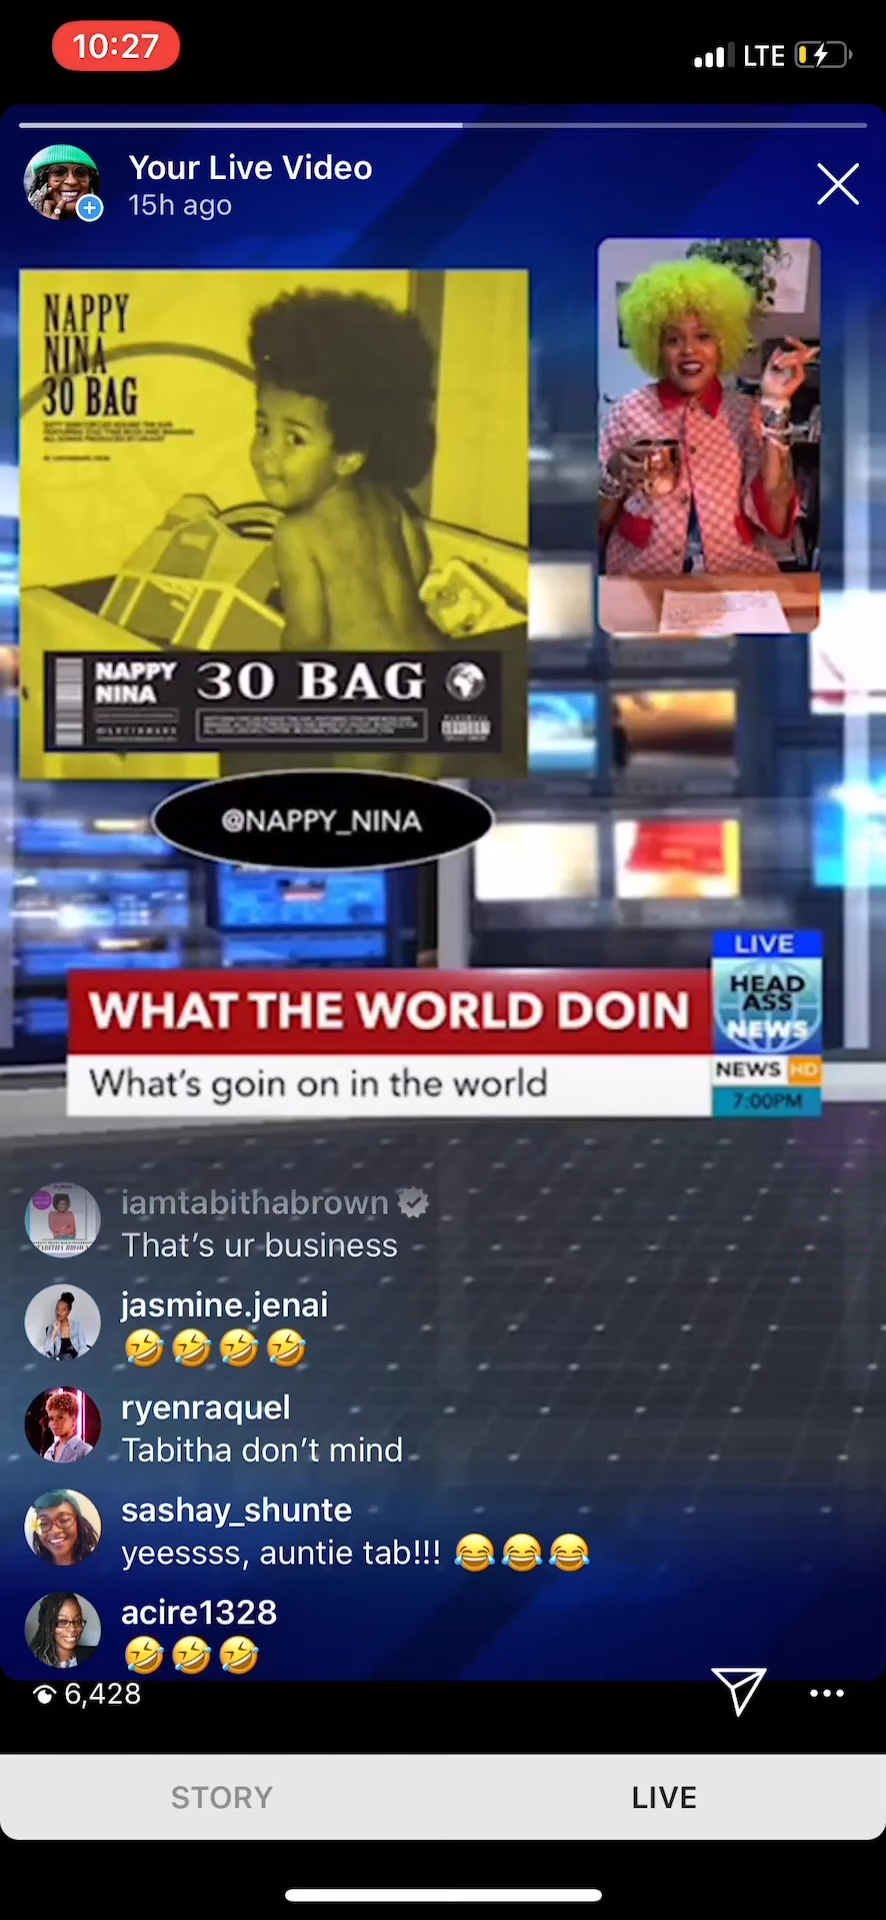 10:27
LTE
Your Live Video
15h ago
NAPPY
NINA
30 BAG
NAPPY
NINA
30 BAG
@NAPPY_NINA
LIVE
HEAD
ASS
NEWS
NEWS HD
7:00PM
WHAT THE WORLD DOIN
What's goin on in the world
iamtabithabrown
That's ur business
jasmine.jenai
🤣🤣🤣🤣
ryenraquel
Tabitha don't mind
sashay_shunte
yeessss, auntie tab!!! 😂😂😂
acire1328
🤣🤣🤣
6,428
STORY
LIVE